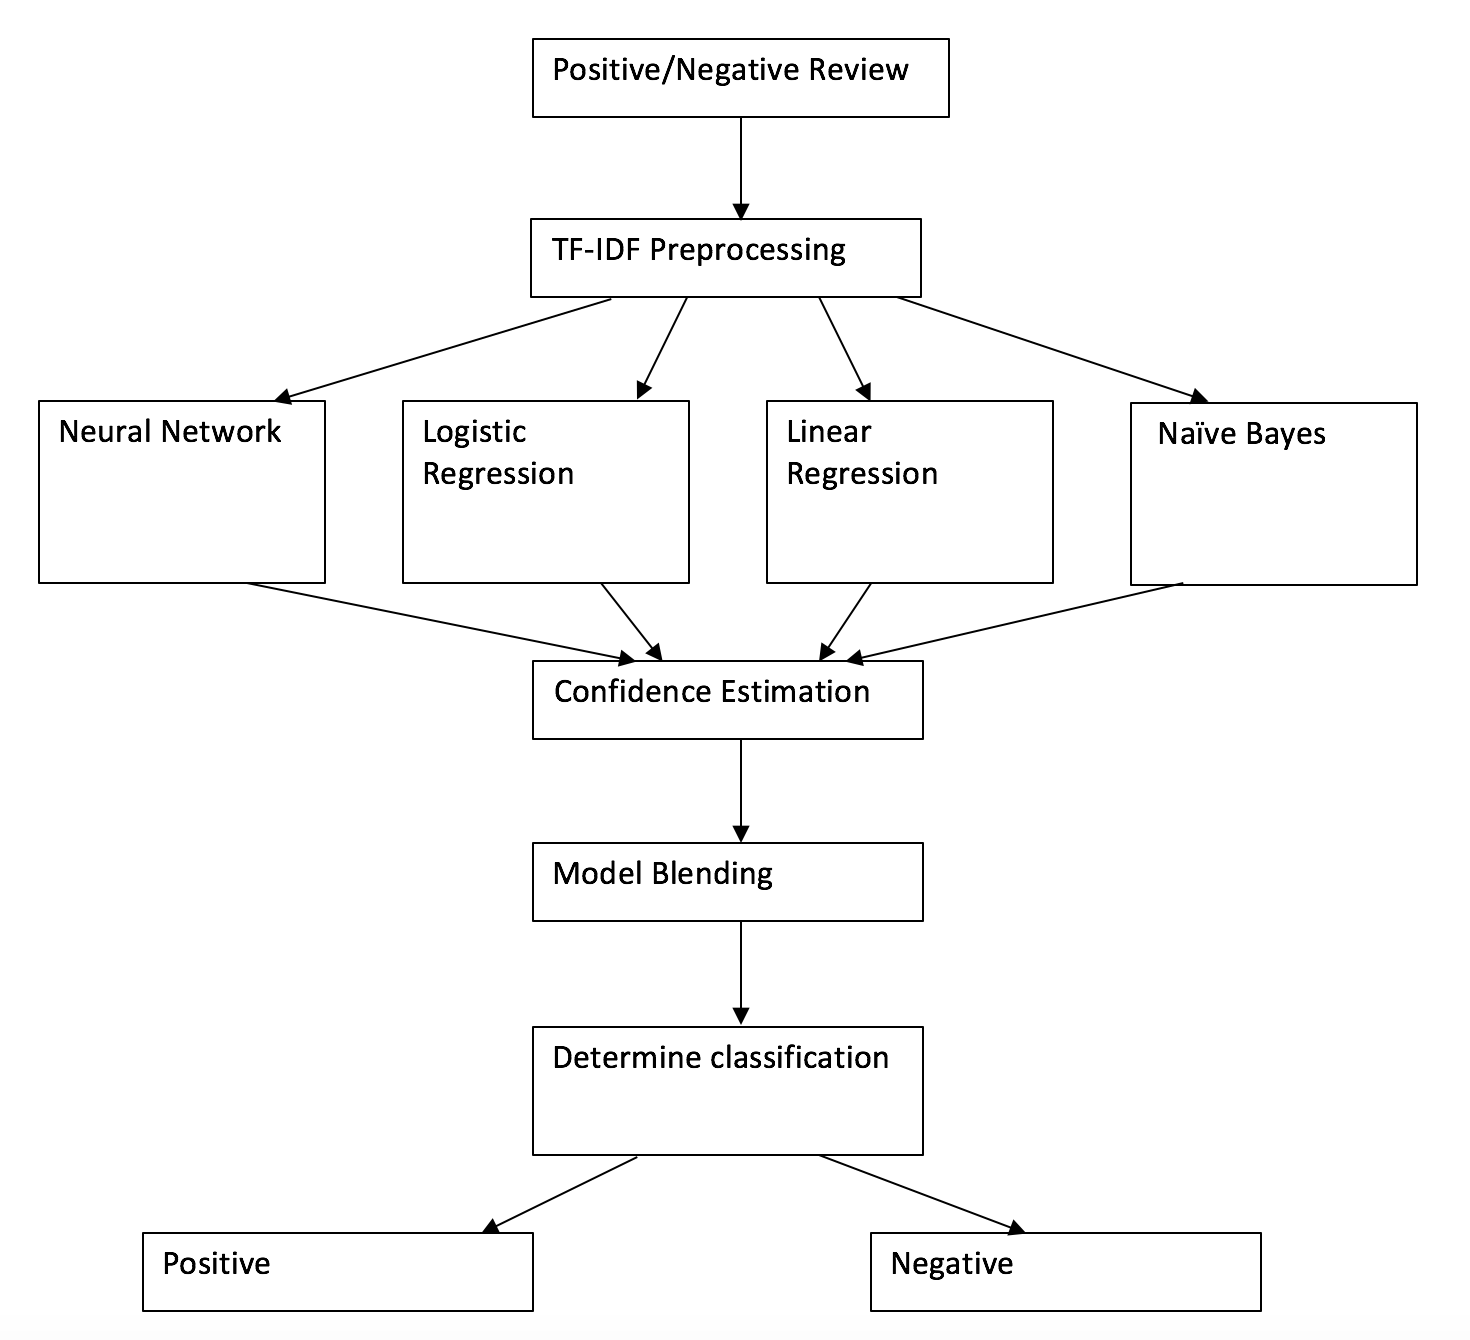 Positive/Negative Review
TF-IDF Preprocessing
Neural Network
Logistic
Regression
Linear
Regression
Naïve Bayes
Confidence Estimation
Model Blending
Determine classification
Positive
Negative